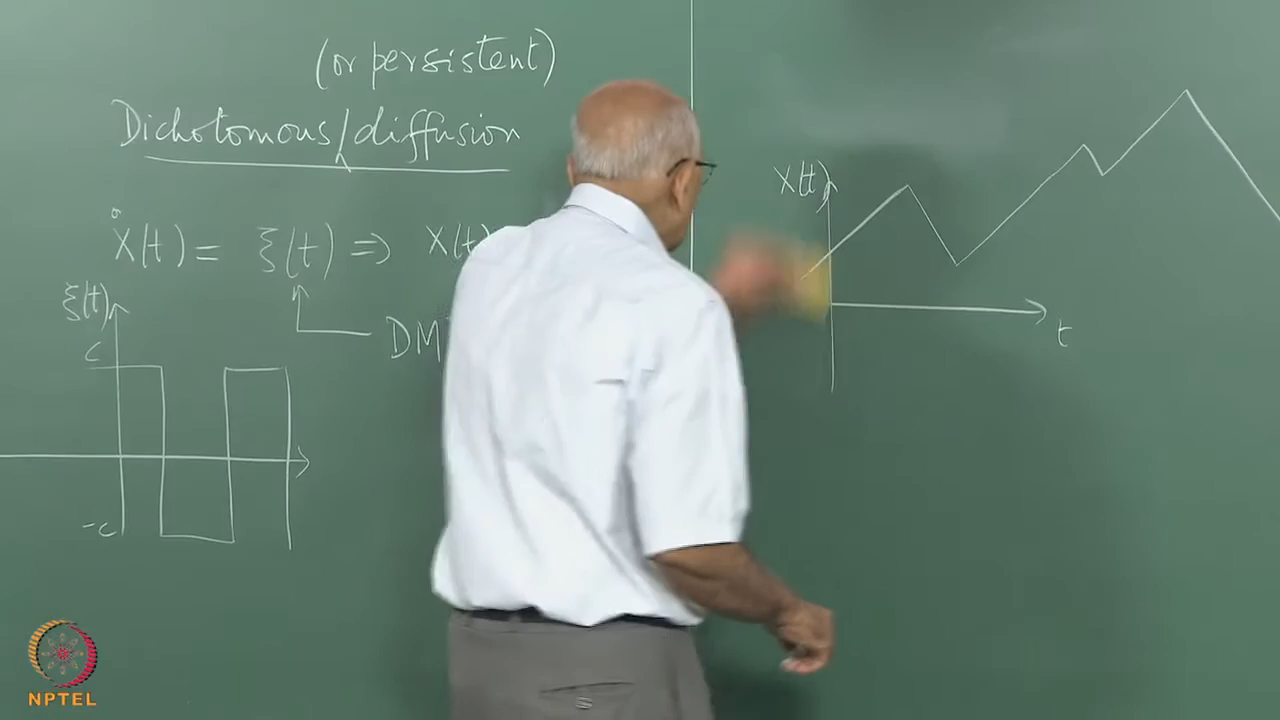 (or persistent)
Dichotomous/diffusion
Ẋ(t) = ξ(t) => X(t)
ξ(t)
c
DM
-c
X(t)
t
NPTEL